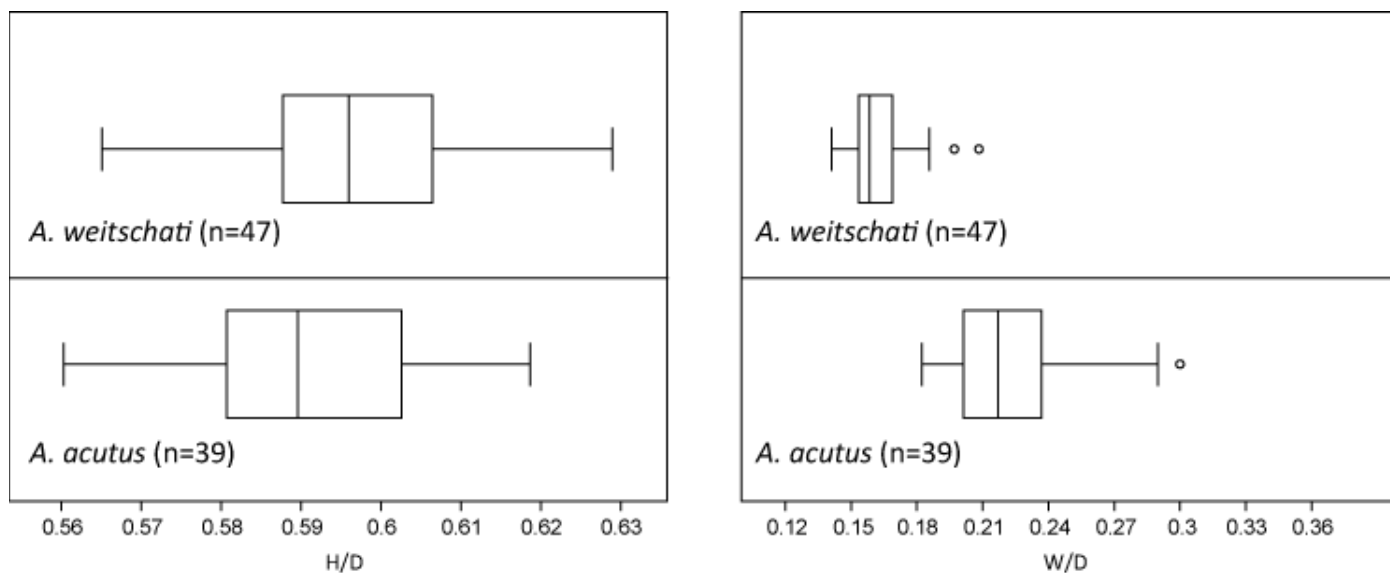 A. weitschati (n=47)
A. acutus (n=39)
0.56 0.57 0.58 0.59 0.6 0.61 0.62 0.63
H/D
A. weitschati (n=47)
A. acutus (n=39)
0.12 0.15 0.18 0.21 0.24 0.27 0.3 0.33 0.36
W/D